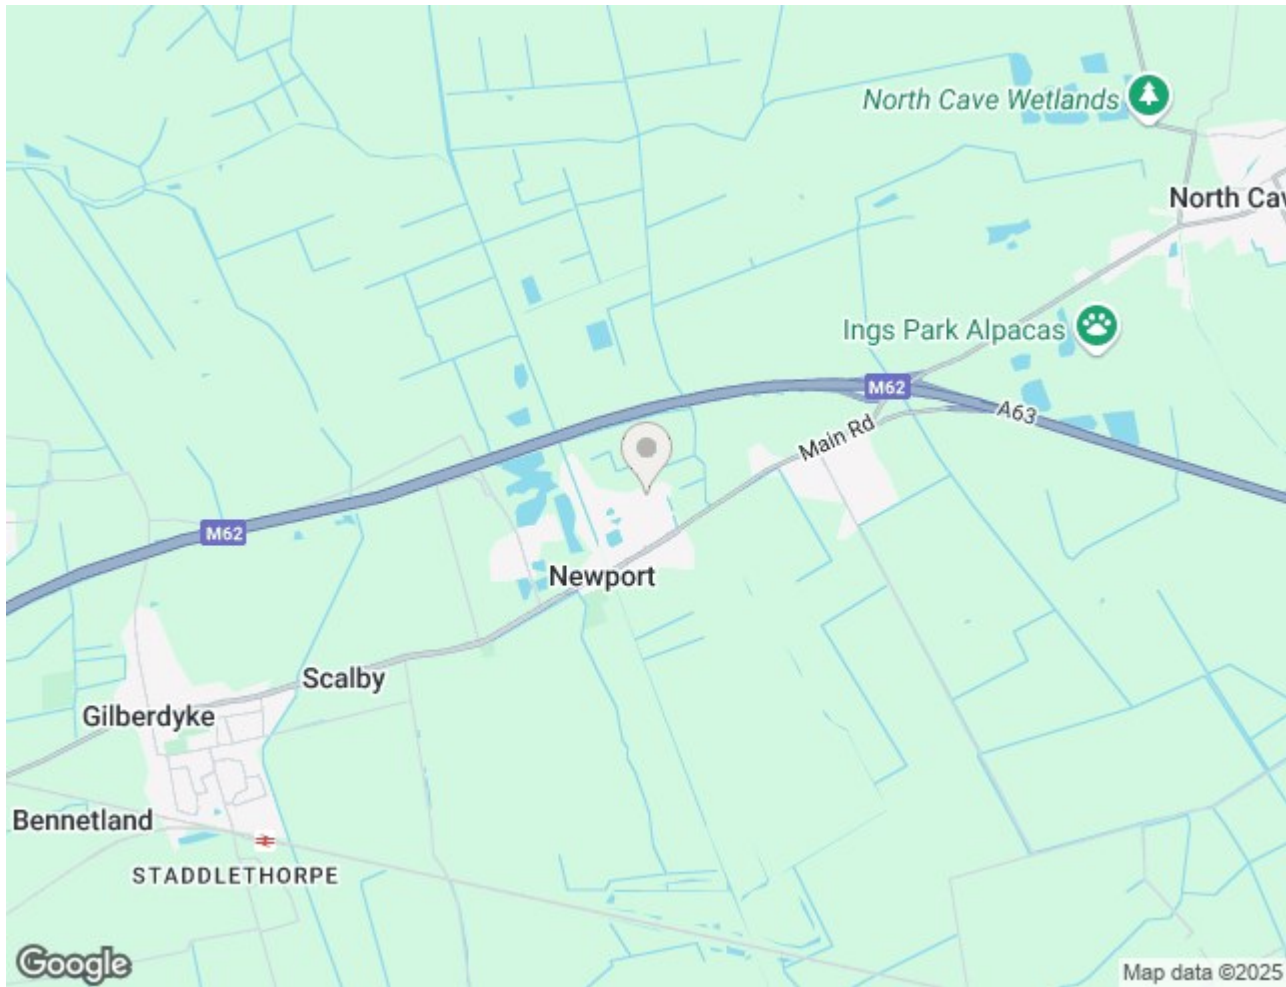 North Cave Wetlands
North Cav
Ings Park Alpacas
M62
A63
Main Rd
M62
Newport
Scalby
Gilberdyke
Bennetland
STADDLETHORPE
Google
Map data ©2025